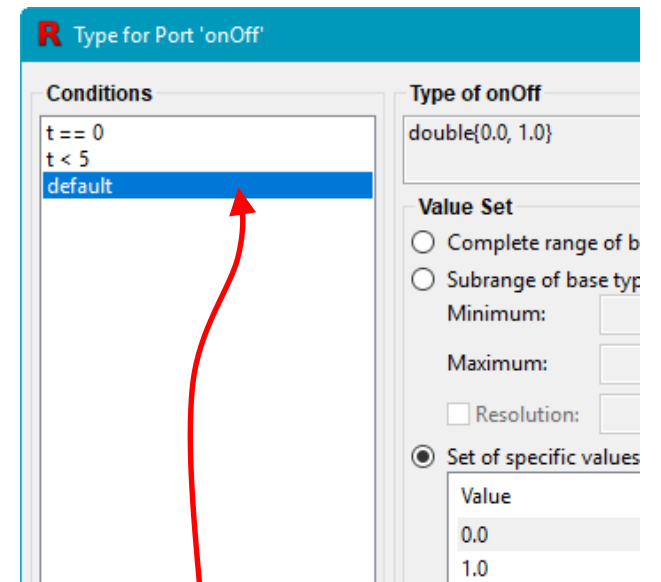 R Type for Port 'onOff'
Conditions
t == 0
t < 5
default
Type of onOff
double{0.0, 1.0}
Value Set
Complete range of b
Subrange of base typ
Minimum:
Maximum:
Resolution:
Set of specific values
Value
0.0
1.0